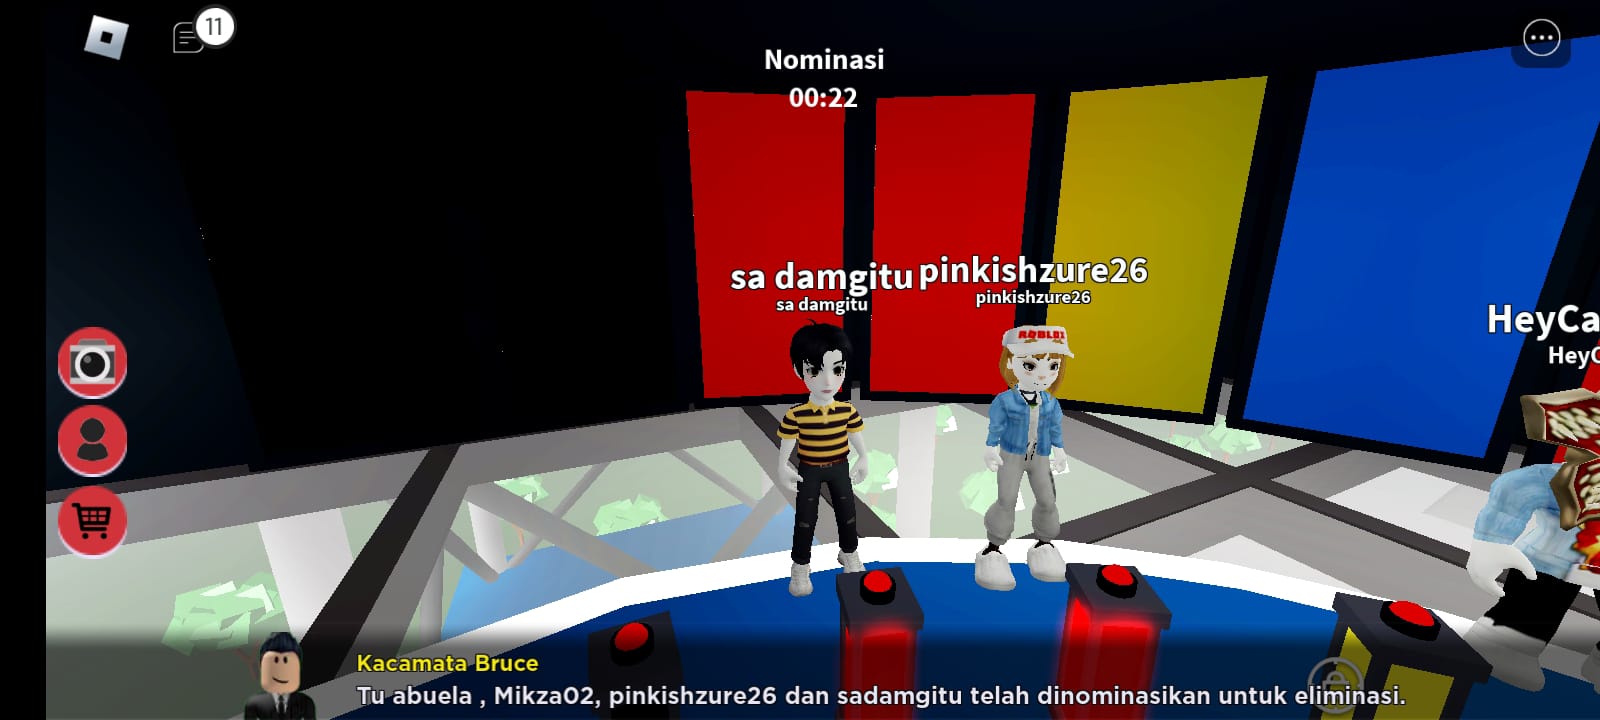 11
Nominasi
00:22
sa damgitu
sa damgitu
pinkishzure26
pinkishzure26
HeyCa
HeyC
ROBLOX
Kacamata Bruce
Tu abuela , Mikza02, pinkishzure26 dan sadamgitu telah dinominasikan untuk eliminasi.